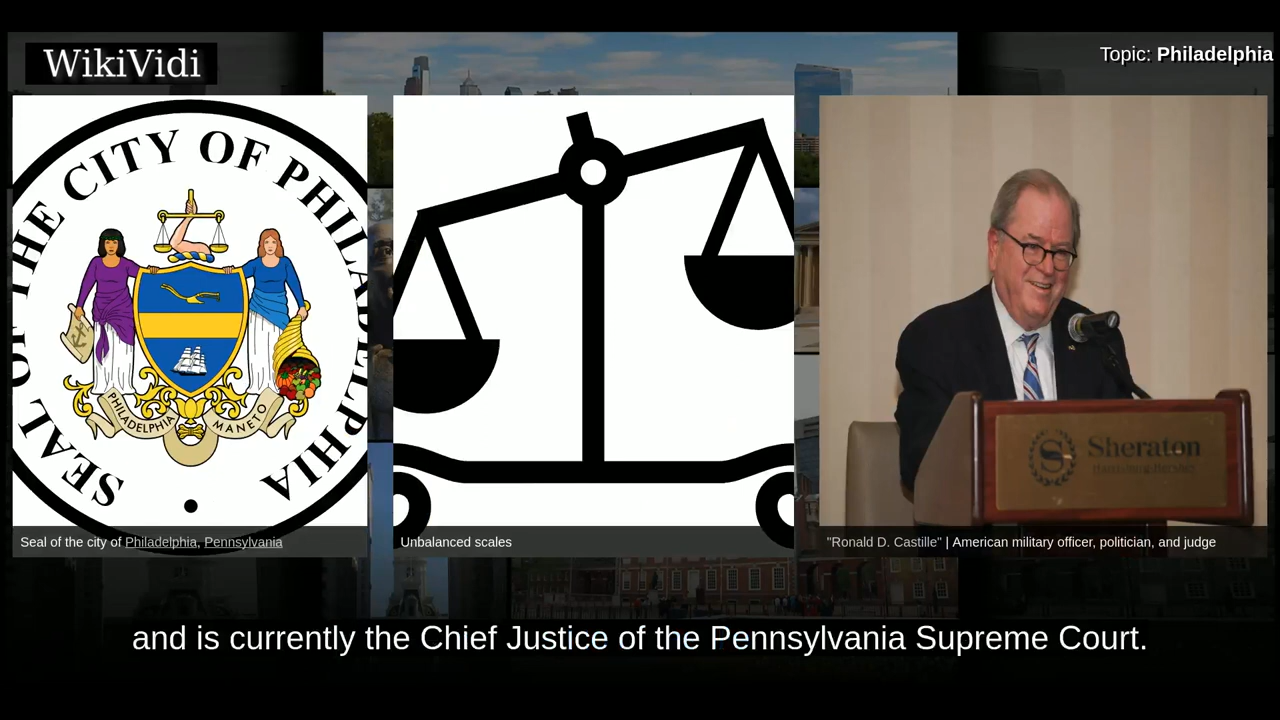 WikiVidi
Topic: Philadelphia
SEAL OF THE CITY OF PHILADELPHIA
PHILADELPHIA MANETO
S
Sheraton
Seal of the city of Philadelphia, Pennsylvania
Unbalanced scales
"Ronald D. Castille" | American military officer, politician, and judge
and is currently the Chief Justice of the Pennsylvania Supreme Court.